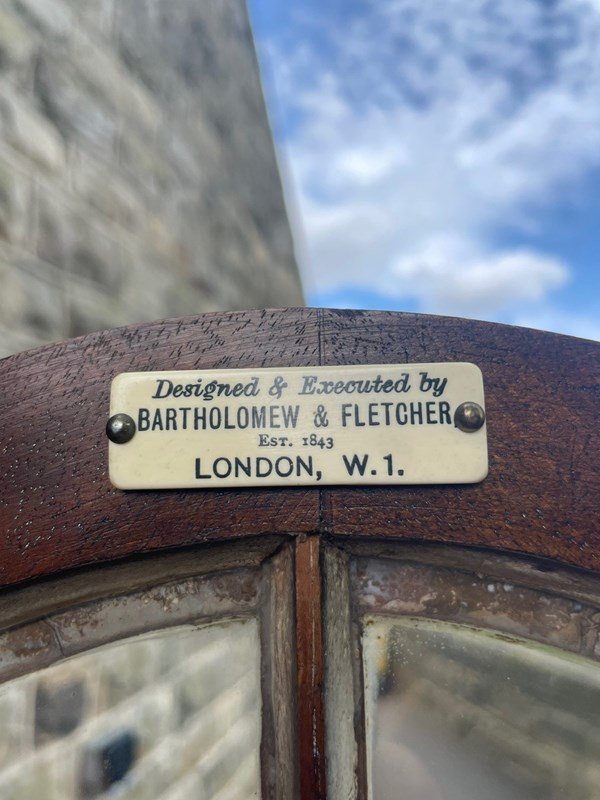 Designed & Executed by
BARTHOLOMEW & FLETCHER
EST. 1843
LONDON, W.1.